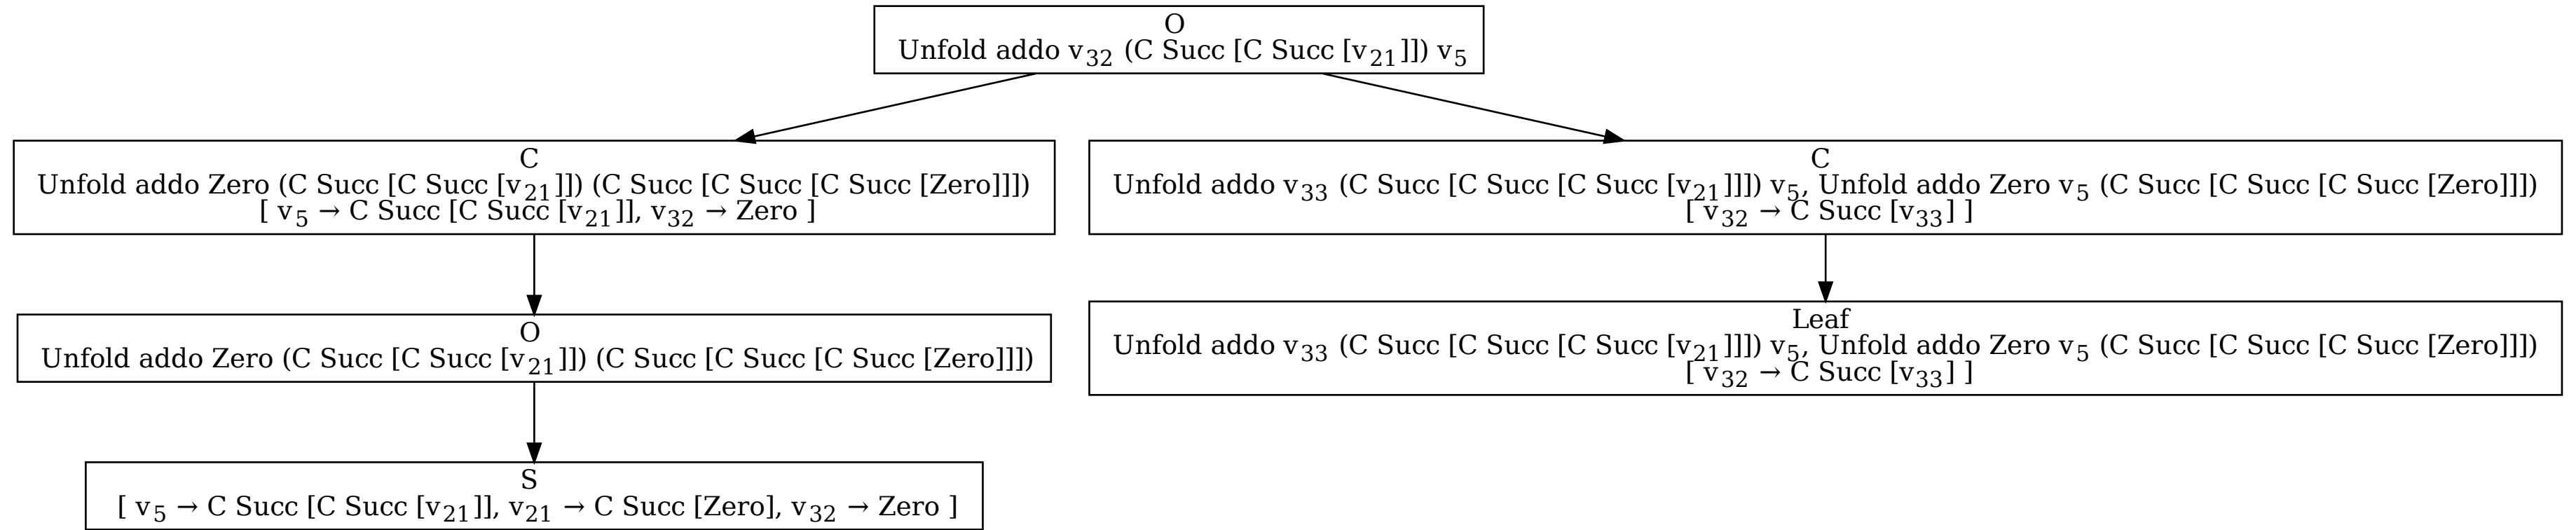 O
Unfold addo v32 (C Succ [C Succ [v21]]) v5
C
Unfold addo Zero (C Succ [C Succ [v21]]) (C Succ [C Succ [C Succ [Zero]]])
[ v5 → C Succ [C Succ [v21]], v32 → Zero ]
C
Unfold addo v33 (C Succ [C Succ [C Succ [v21]]]) v5, Unfold addo Zero v5 (C Succ [C Succ [C Succ [Zero]]])
[ v32 → C Succ [v33] ]
O
Unfold addo Zero (C Succ [C Succ [v21]]) (C Succ [C Succ [C Succ [Zero]]])
Leaf
Unfold addo v33 (C Succ [C Succ [C Succ [v21]]]) v5, Unfold addo Zero v5 (C Succ [C Succ [C Succ [Zero]]])
[ v32 → C Succ [v33] ]
S
[ v5 → C Succ [C Succ [v21]], v21 → C Succ [Zero], v32 → Zero ]